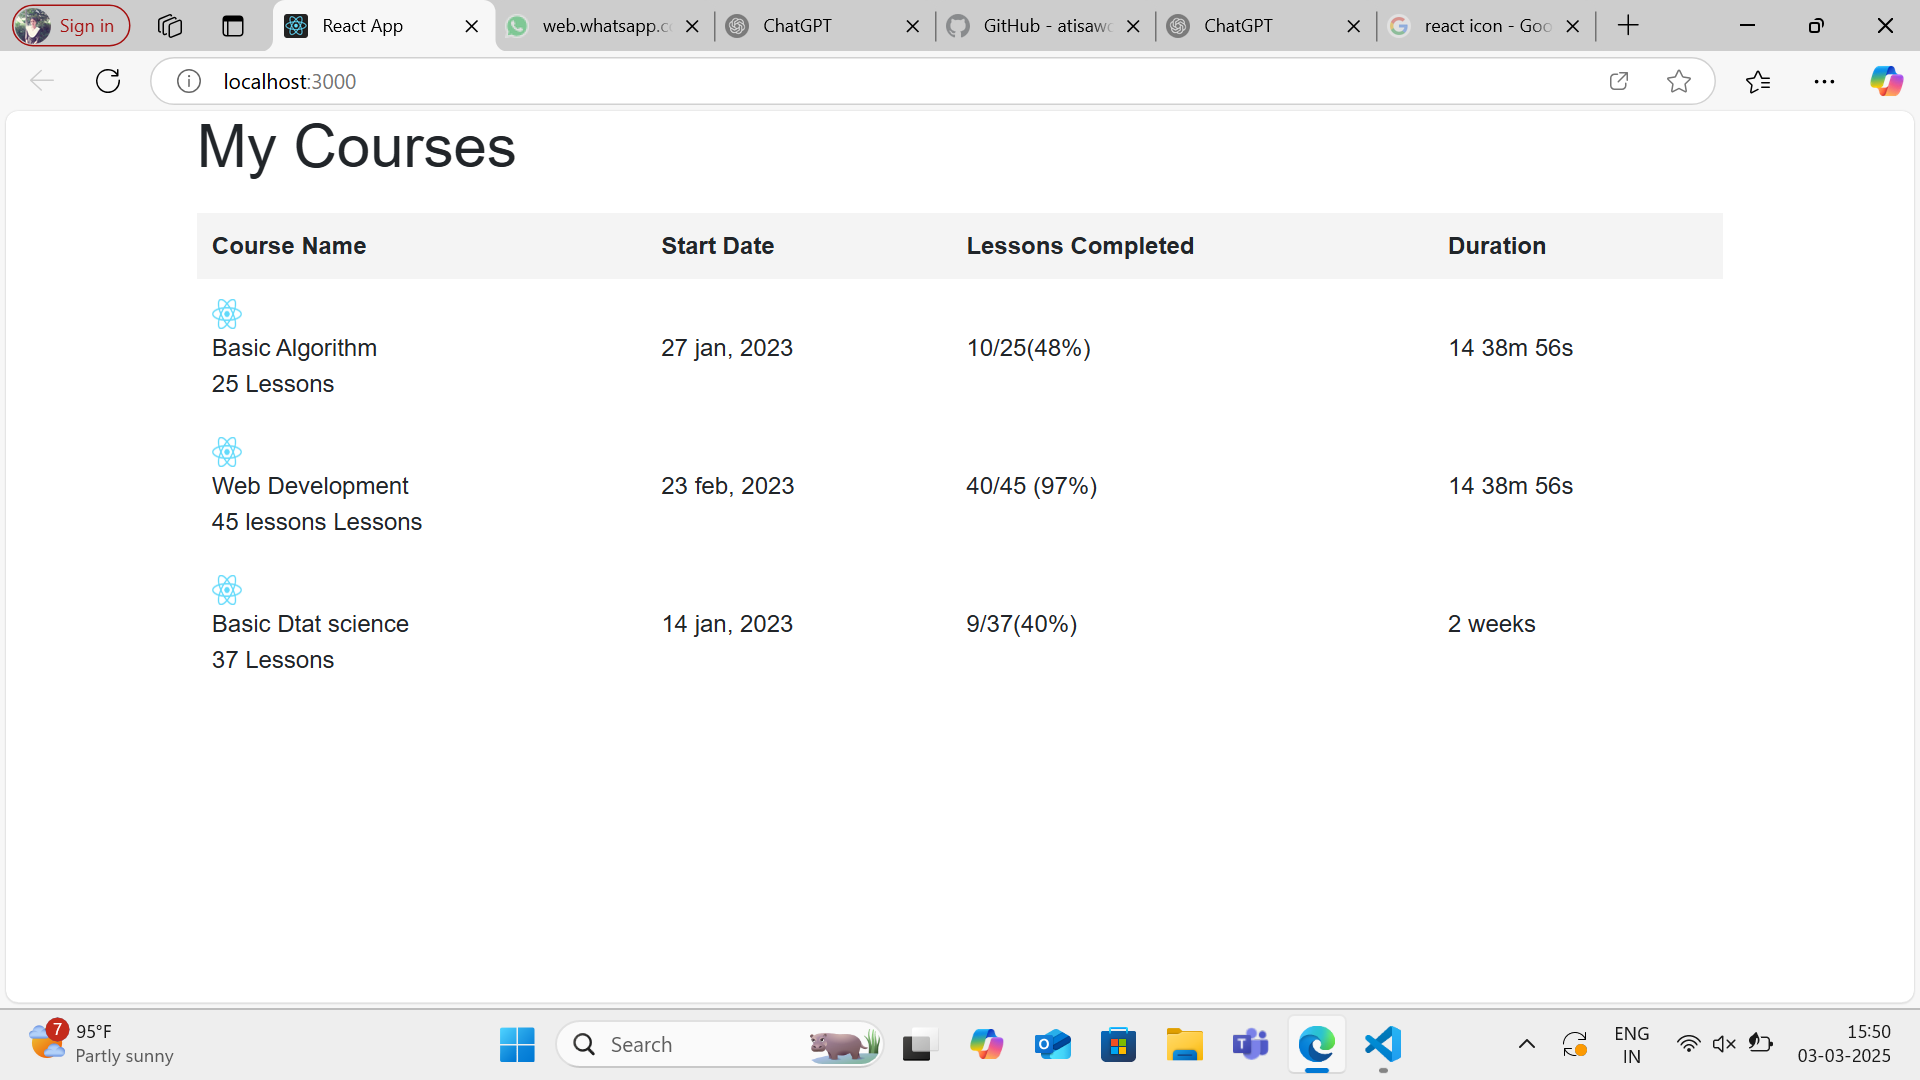 Sign in
React App
web.whatsapp.c
ChatGPT
GitHub - atisaw
ChatGPT
react icon - Goo
localhost:3000
My Courses
Course Name Start Date Lessons Completed Duration
Basic Algorithm 27 jan, 2023 10/25(48%) 14 38m 56s
25 Lessons
Web Development 23 feb, 2023 40/45 (97%) 14 38m 56s
45 lessons Lessons
Basic Dtat science 14 jan, 2023 9/37(40%) 2 weeks
37 Lessons
7
95°F
Partly sunny
Search
ENG
IN
15:50
03-03-2025